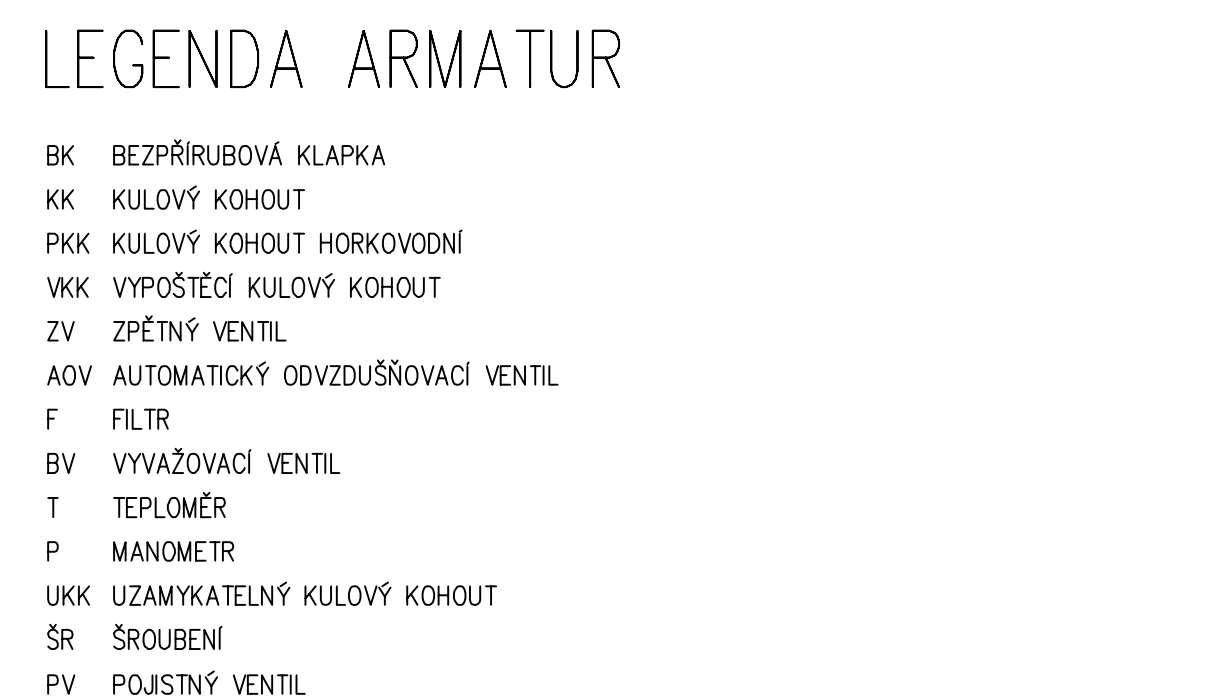 LEGENDA ARMATUR
BK BEZPŘÍRUBOVÁ KLAPKA
KK KULOVÝ KOHOUT
PKK KULOVÝ KOHOUT HORKOVODNÍ
VKK VYPOŠTĚCÍ KULOVÝ KOHOUT
ZV ZPĚTNÝ VENTIL
AOV AUTOMATICKÝ ODVZDUŠŇOVACÍ VENTIL
F FILTR
BV VYVAŽOVACÍ VENTIL
T TEPLOMĚR
P MANOMETR
UKK UZAMYKATELNÝ KULOVÝ KOHOUT
ŠR ŠROUBENÍ
PV POJISTNÝ VENTIL